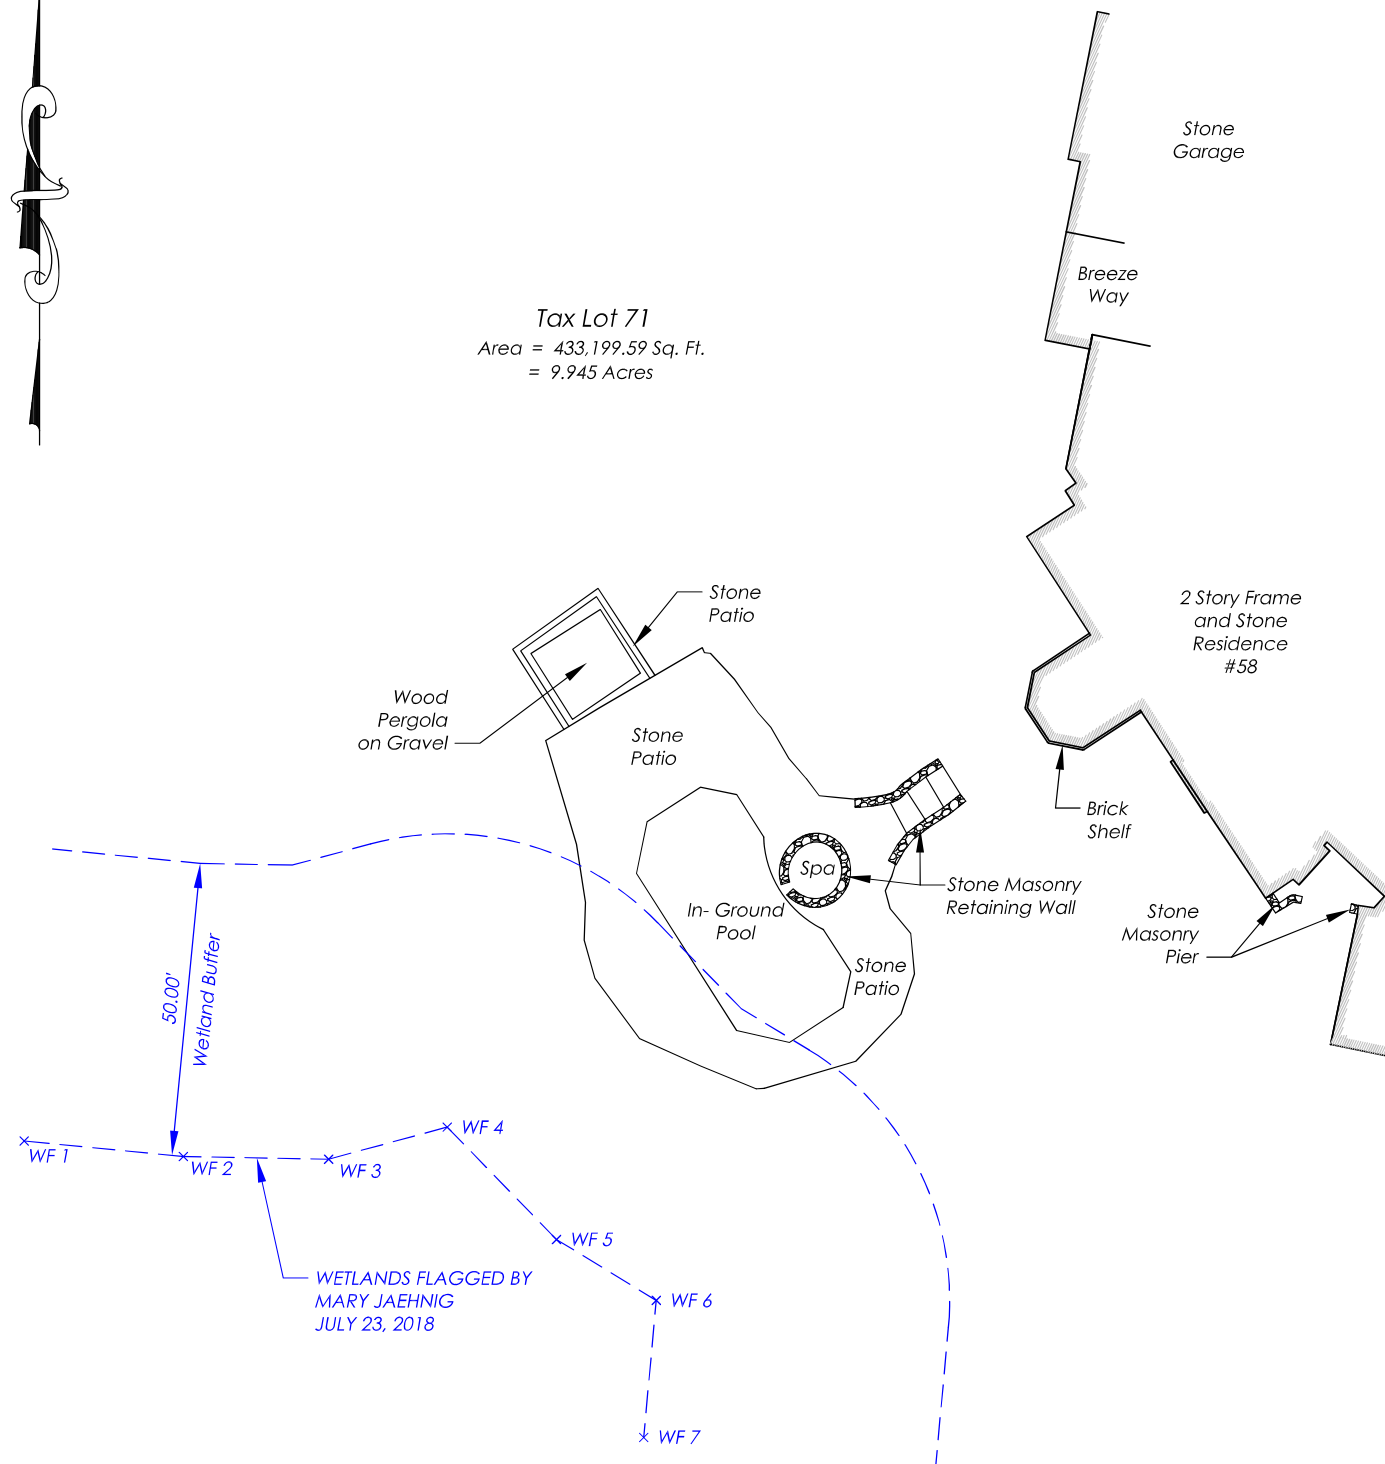 Stone
Garage
Breeze
Way
Tax Lot 71
Area = 433,199.59 Sq. Ft.
= 9.945 Acres
Stone
Patio
2 Story Frame
and Stone
Residence
#58
Wood
Pergola
on Gravel
Stone
Patio
Brick
Shelf
Spa
Stone Masonry
Retaining Wall
In- Ground
Pool
Stone
Masonry
Pier
Stone
Patio
50.00'
Wetland Buffer
WF 1
WF 2
WF 3
WF 4
WF 5
WF 6
WF 7
WETLANDS FLAGGED BY
MARY JAEHNIG
JULY 23, 2018